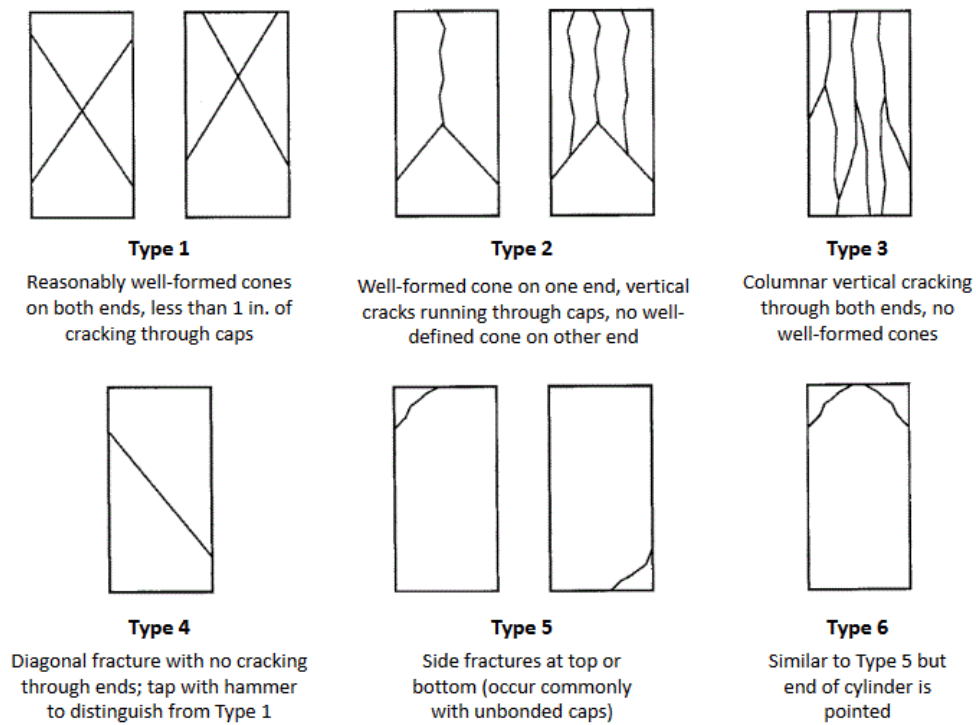 Type 1
Reasonably well-formed cones
on both ends, less than 1 in. of
cracking through caps
Type 2
Well-formed cone on one end, vertical
cracks running through caps, no well-
defined cone on other end
Type 3
Columnar vertical cracking
through both ends, no
well-formed cones
Type 4
Diagonal fracture with no cracking
through ends; tap with hammer
to distinguish from Type 1
Type 5
Side fractures at top or
bottom (occur commonly
with unbonded caps)
Type 6
Similar to Type 5 but
end of cylinder is
pointed